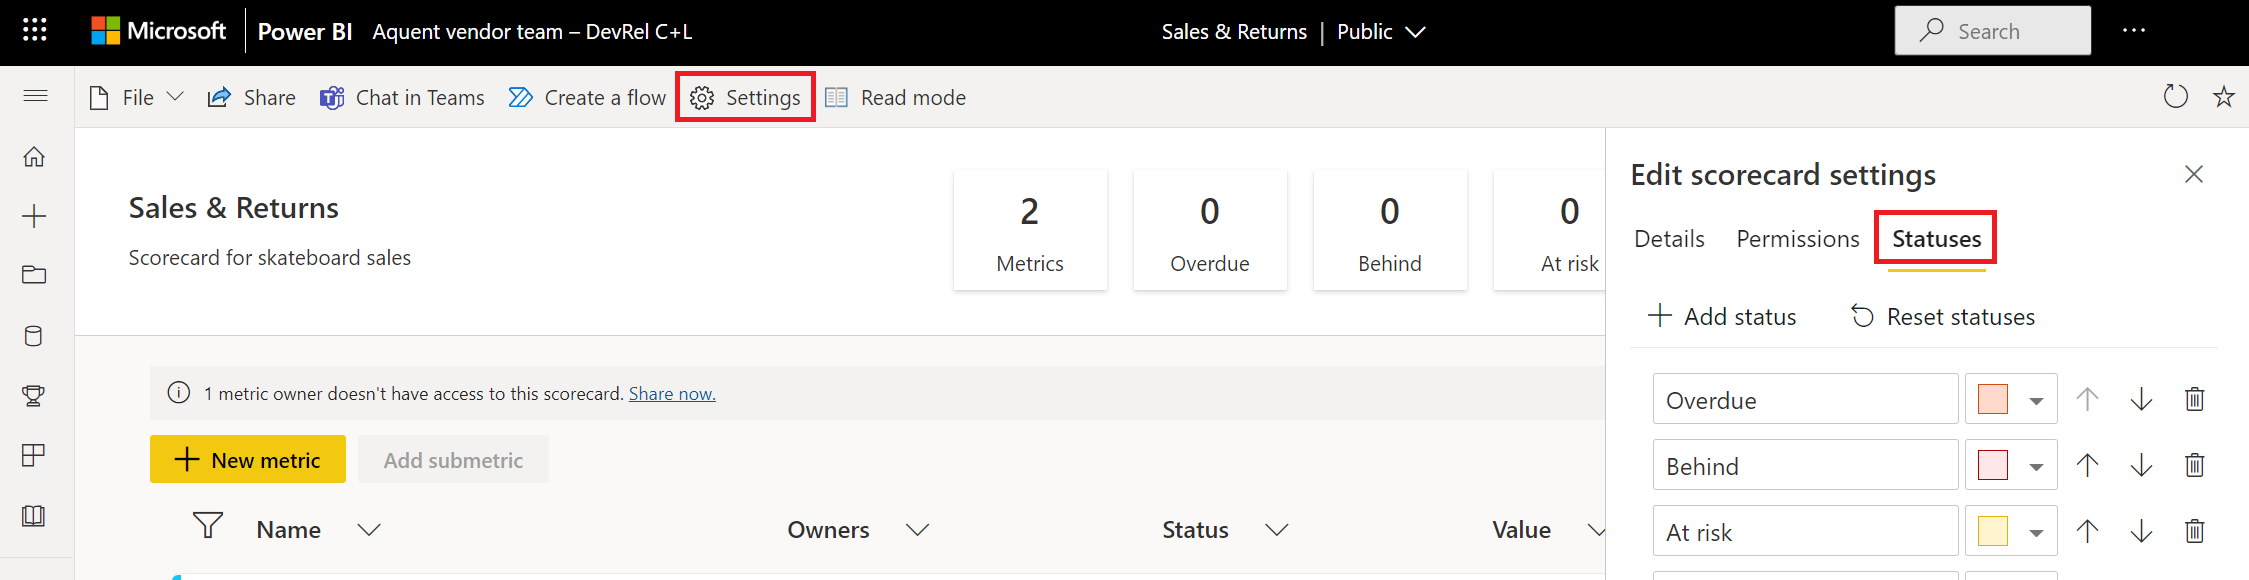 Microsoft Power BI Aquent vendor team – DevRel C+L Sales & Returns | Public Search ...
File Share Chat in Teams Create a flow Settings Read mode
Edit scorecard settings
Details Permissions Statuses
Add status Reset statuses
Overdue
Behind
At risk
Sales & Returns
Scorecard for skateboard sales
2 Metrics
0 Overdue
0 Behind
0 At risk
1 metric owner doesn't have access to this scorecard. Share now.
New metric Add submetric
Name Owners Status Value